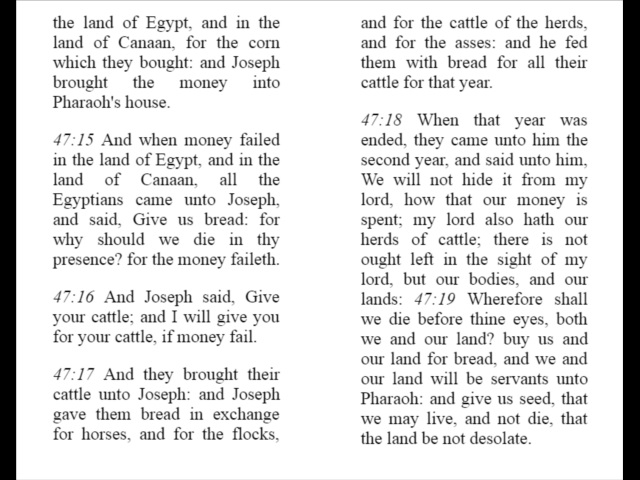 the land of Egypt, and in the
land of Canaan, for the corn
which they bought: and Joseph
brought the money into
Pharaoh's house.
47:15 And when money failed
in the land of Egypt, and in the
land of Canaan, all the
Egyptians came unto Joseph,
and said, Give us bread: for
why should we die in thy
presence? for the money faileth.
47:16 And Joseph said, Give
your cattle; and I will give you
for your cattle, if money fail.
47:17 And they brought their
cattle unto Joseph: and Joseph
gave them bread in exchange
for horses, and for the flocks,
and for the cattle of the herds,
and for the asses: and he fed
them with bread for all their
cattle for that year.
47:18 When that year was
ended, they came unto him the
second year, and said unto him,
We will not hide it from my
lord, how that our money is
spent; my lord also hath our
herds of cattle; there is not
ought left in the sight of my
lord, but our bodies, and our
lands: 47:19 Wherefore shall
we die before thine eyes, both
we and our land? buy us and
our land for bread, and we and
our land will be servants unto
Pharaoh: and give us seed, that
we may live, and not die, that
the land be not desolate.